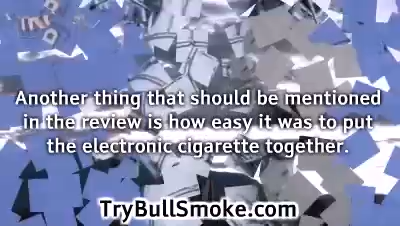 Another thing that should be mentioned
in the review is how easy it was to put
the electronic cigarette together.
TryBullSmoke.com